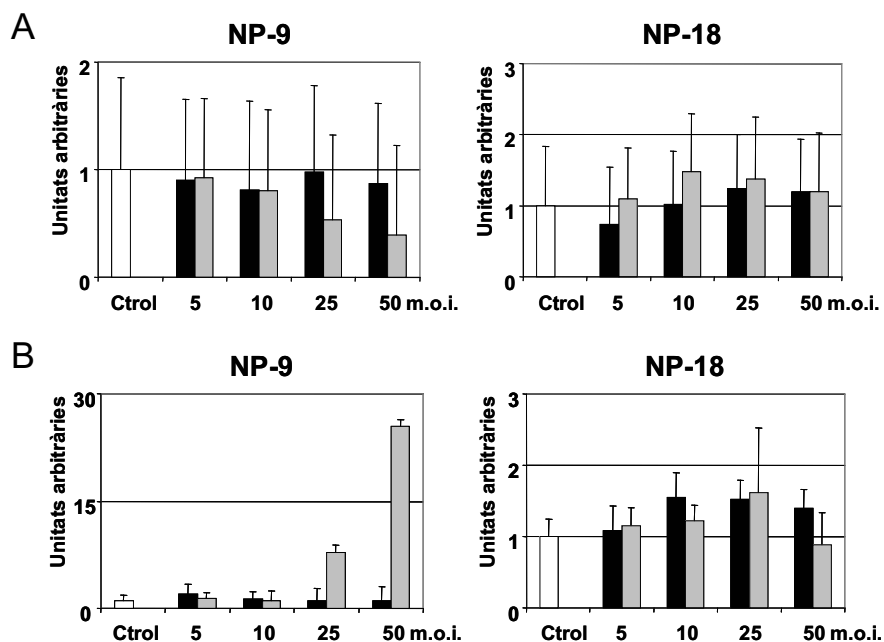 A
NP-9
NP-18
Unitats arbitràries
2
1
0
Ctrol 5 10 25 50 m.o.i.
Unitats arbitràries
3
2
1
0
Ctrol 5 10 25 50 m.o.i.
B
NP-9
NP-18
Unitats arbitràries
30
15
0
Ctrol 5 10 25 50 m.o.i.
Unitats arbitràries
3
2
1
0
Ctrol 5 10 25 50 m.o.i.